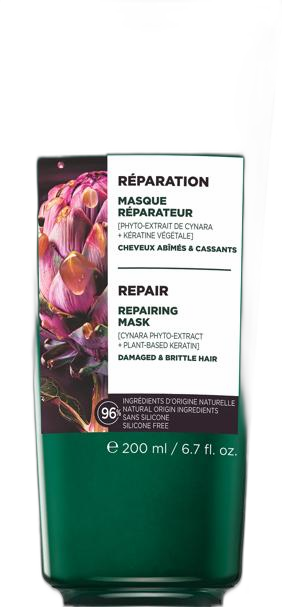 RÉPARATION
MASQUE
RÉPARATEUR
[PHYTO-EXTRAIT DE CYNARA
+ KÉRATINE VÉGÉTALE]
CHEVEUX ABÎMÉS & CASSANTS
REPAIR
REPAIRING
MASK
[CYNARA PHYTO-EXTRACT
+ PLANT-BASED KERATIN]
DAMAGED & BRITTLE HAIR
96%
INGRÉDIENTS D'ORIGINE NATURELLE
NATURAL ORIGIN INGREDIENTS
SANS SILICONE
SILICONE FREE
℮ 200 ml / 6.7 fl. oz.